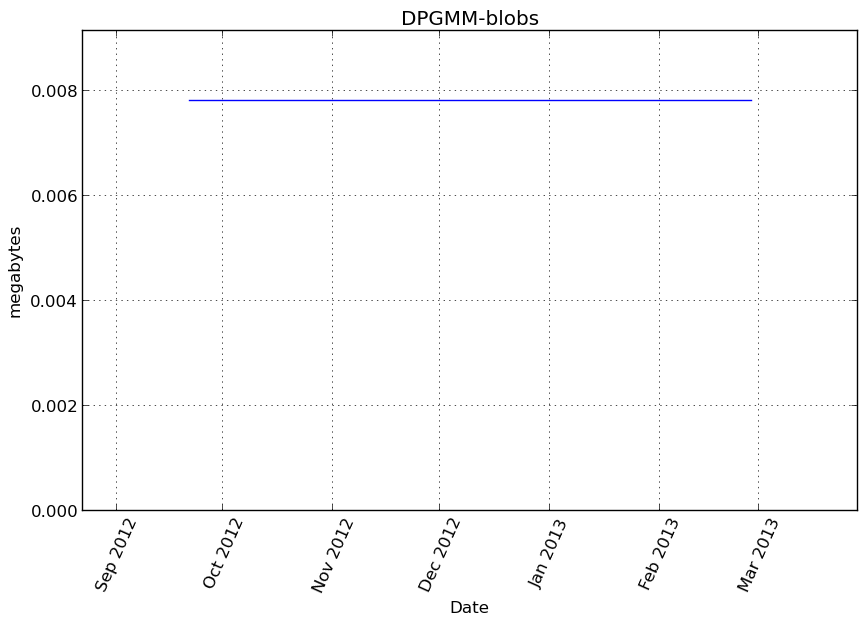 DPGMM-blobs
0.008
0.006
0.004
0.002
0.000
megabytes
Sep 2012
Oct 2012
Nov 2012
Dec 2012
Jan 2013
Feb 2013
Mar 2013
Date